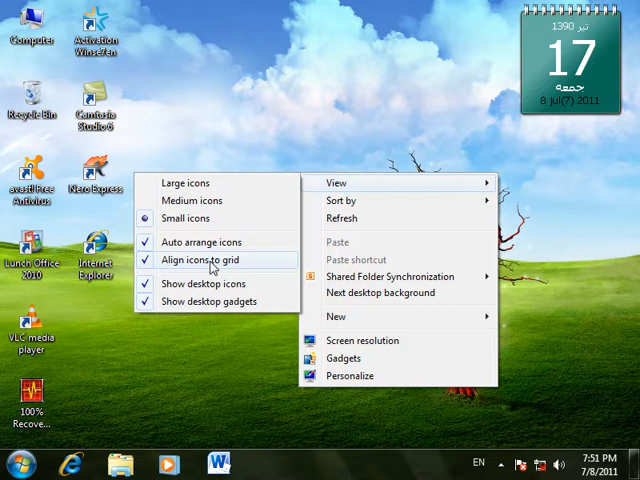 Computer
Activation
Winse7en
Recycle Bin
Camtasia
Studio 6
avast! Free
Antivirus
Nero Express
Lunch Office
2010
Internet
Explorer
VLC media
player
100%
Recove...
تیر 1390
17
جمعه
8 jul(7) 2011
Large icons
Medium icons
Small icons
Auto arrange icons
Align icons to grid
Show desktop icons
Show desktop gadgets
View
Sort by
Refresh
Paste
Paste shortcut
Shared Folder Synchronization
Next desktop background
New
Screen resolution
Gadgets
Personalize
EN
7:51 PM
7/8/2011